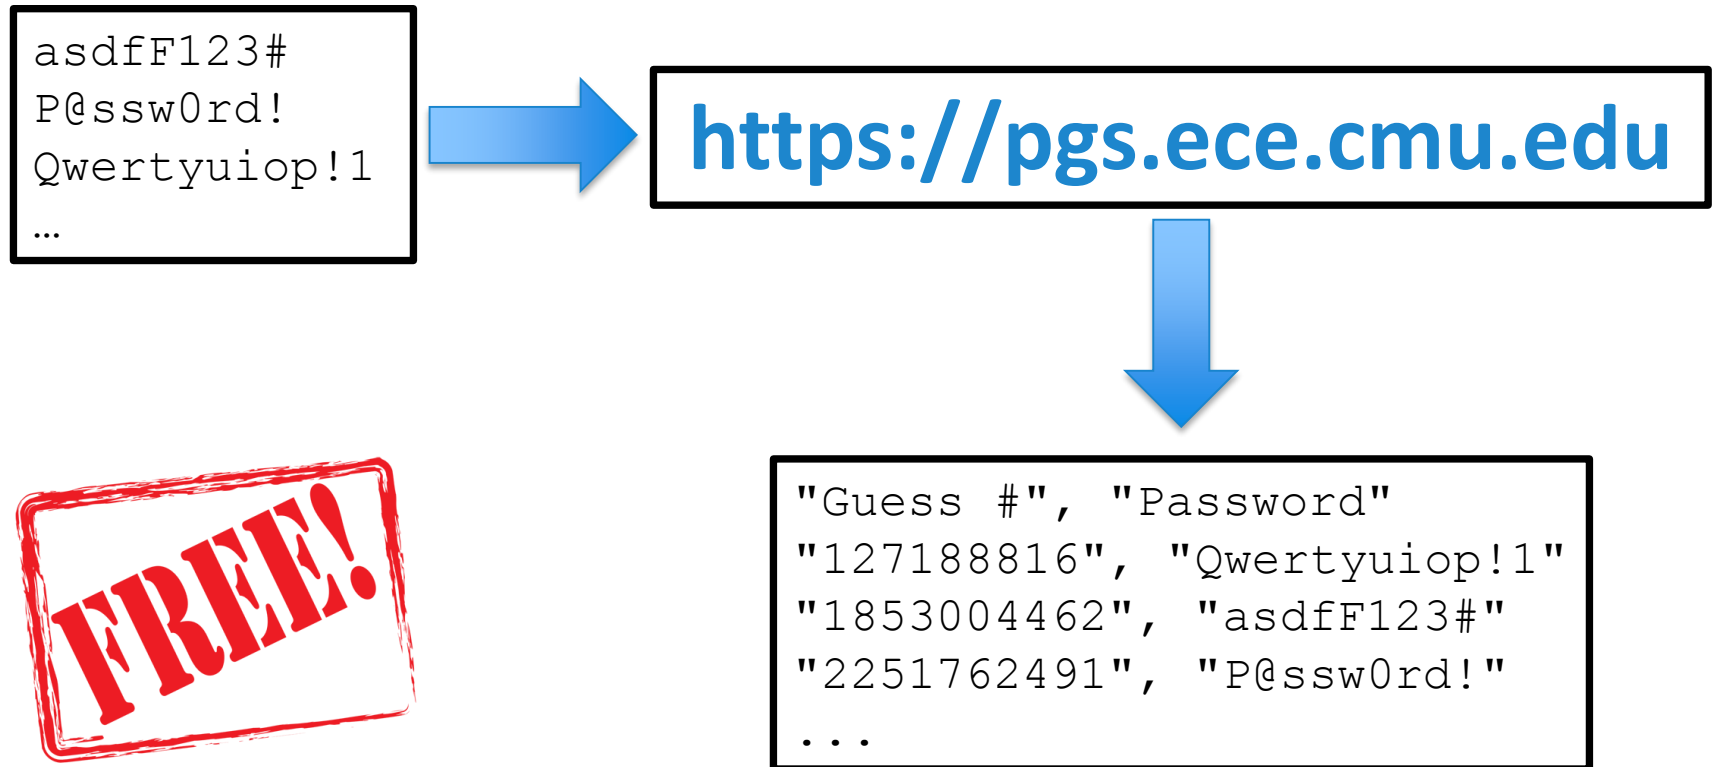 asdfF123#
P@ssw0rd!
Qwertyuiop!1
…
https://pgs.ece.cmu.edu
FREE!
"Guess #", "Password"
"127188816", "Qwertyuiop!1"
"1853004462", "asdfF123#"
"2251762491", "P@ssw0rd!"
...